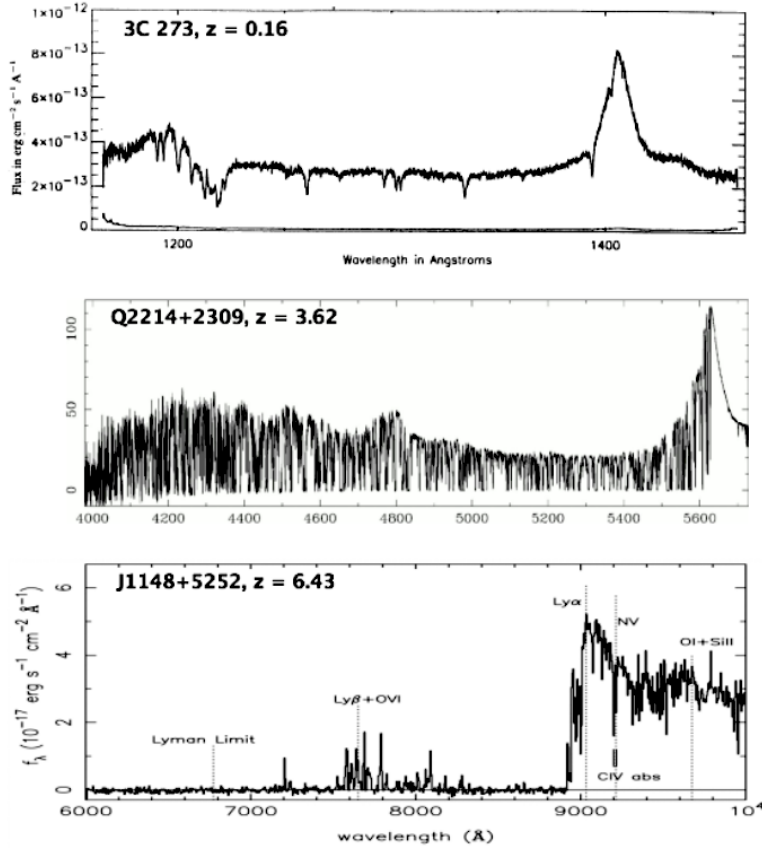 3C 273, z = 0.16
1×10⁻¹²
8×10⁻¹³
6×10⁻¹³
4×10⁻¹³
2×10⁻¹³
0
Flux in erg cm⁻² s⁻¹ A⁻¹
1200
1400
Wavelength in Angstroms
Q2214+2309, z = 3.62
100
50
0
4000
4200
4400
4600
4800
5000
5200
5400
5600
J1148+5252, z = 6.43
6
4
2
0
f_λ (10⁻¹⁷ erg s⁻¹ cm⁻² Å⁻¹)
Lyα
NV
OI+SiII
Lyβ+OVI
Lyman Limit
CIV abs
6000
7000
8000
9000
10⁴
wavelength (Å)